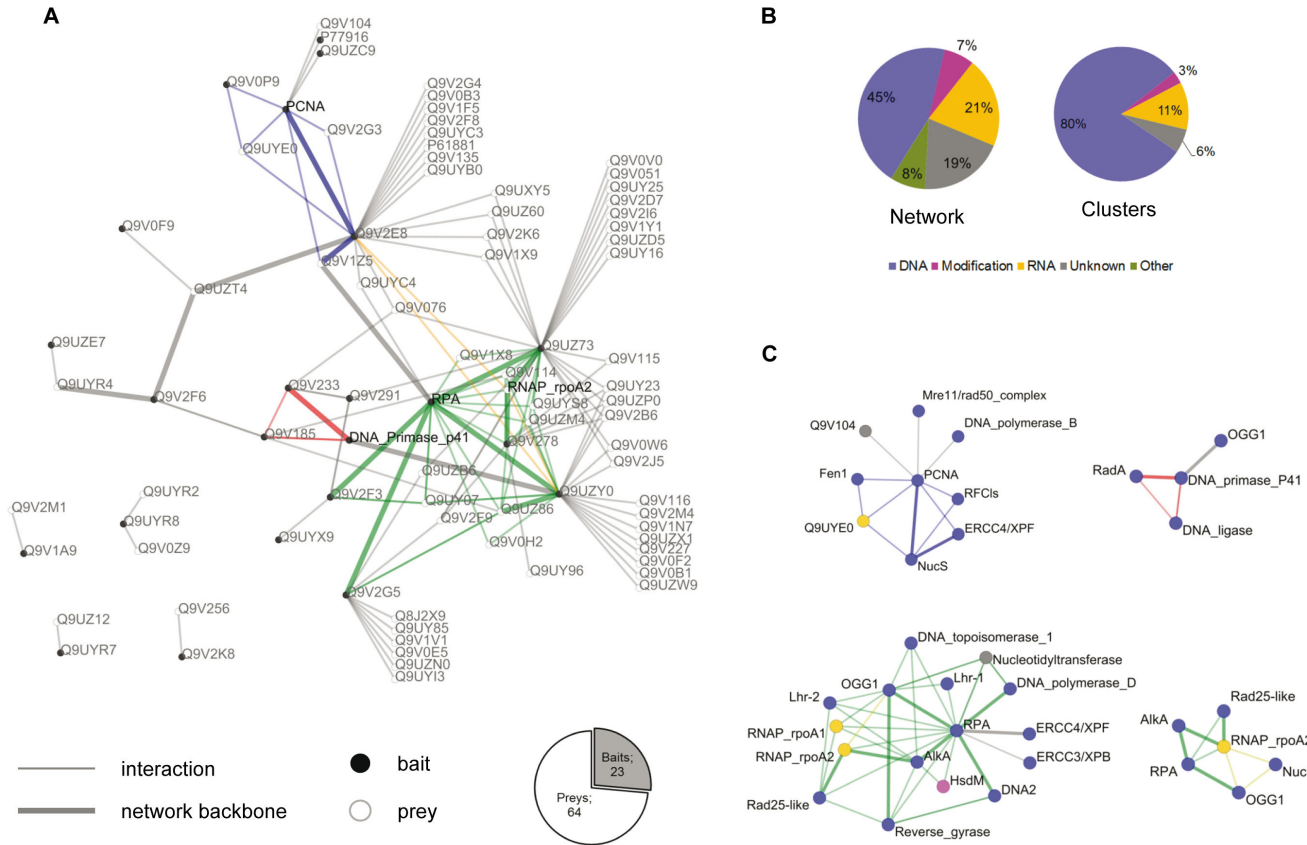 A
Q9V104
P77916
Q9UZC9
Q9V0P9
PCNA
Q9V2G3
Q9UYE0
Q9V2G4
Q9V0B3
Q9V1F5
Q9V2F8
Q9UYC3
P61881
Q9V135
Q9UYB0
Q9V0V0
Q9V051
Q9UY25
Q9V2D7
Q9V2I6
Q9V1Y1
Q9UZD5
Q9UY16
Q9UXY5
Q9UZ60
Q9V2K6
Q9V1X9
Q9V0F9
Q9V2E8
Q9V1Z5
Q9UYC4
Q9UZT4
Q9V076
Q9UZE7
Q9UYR4
Q9V2F6
Q9UZ73
Q9V1X8
Q9V114
Q9V115
Q9V233
Q9V291
RPA
RNAP_rpoA2
Q9UY23
Q9UZP0
Q9V2B6
Q9UYS8
Q9UZM4
Q9V185
DNA_Primase_p41
Q9V278
Q9V0W6
Q9V2J5
Q9UZB6
Q9V2F3
Q9UY07
Q9UZ86
Q9UZY0
Q9V2F9
Q9V116
Q9V2M4
Q9V1N7
Q9UZX1
Q9V227
Q9V0F2
Q9V0B1
Q9UZW9
Q9UYX9
Q9V0H2
Q9UY96
Q9V2G5
Q8J2X9
Q9UY85
Q9V1V1
Q9V0E5
Q9UZN0
Q9UYI3
Q9V2M1
Q9V1A9
Q9UYR2
Q9UYR8
Q9V0Z9
Q9UZ12
Q9UYR7
Q9V256
Q9V2K8
interaction
network backbone
bait
prey
Baits;
23
Preys;
64
B
7%
45%
21%
19%
8%
Network
3%
80%
11%
6%
Clusters
DNA
Modification
RNA
Unknown
Other
C
Mre11/rad50_complex
Q9V104
DNA_polymerase_B
PCNA
Fen1
RFCls
Q9UYE0
ERCC4/XPF
NucS
OGG1
RadA
DNA_primase_P41
DNA_ligase
DNA_topoisomerase_1
Nucleotidyltransferase
OGG1
Lhr-1
DNA_polymerase_D
Lhr-2
RPA
ERCC4/XPF
RNAP_rpoA1
RNAP_rpoA2
AlkA
ERCC3/XPB
HsdM
DNA2
Rad25-like
Reverse_gyrase
Rad25-like
AlkA
RNAP_rpoA2
RPA
Nuc
OGG1